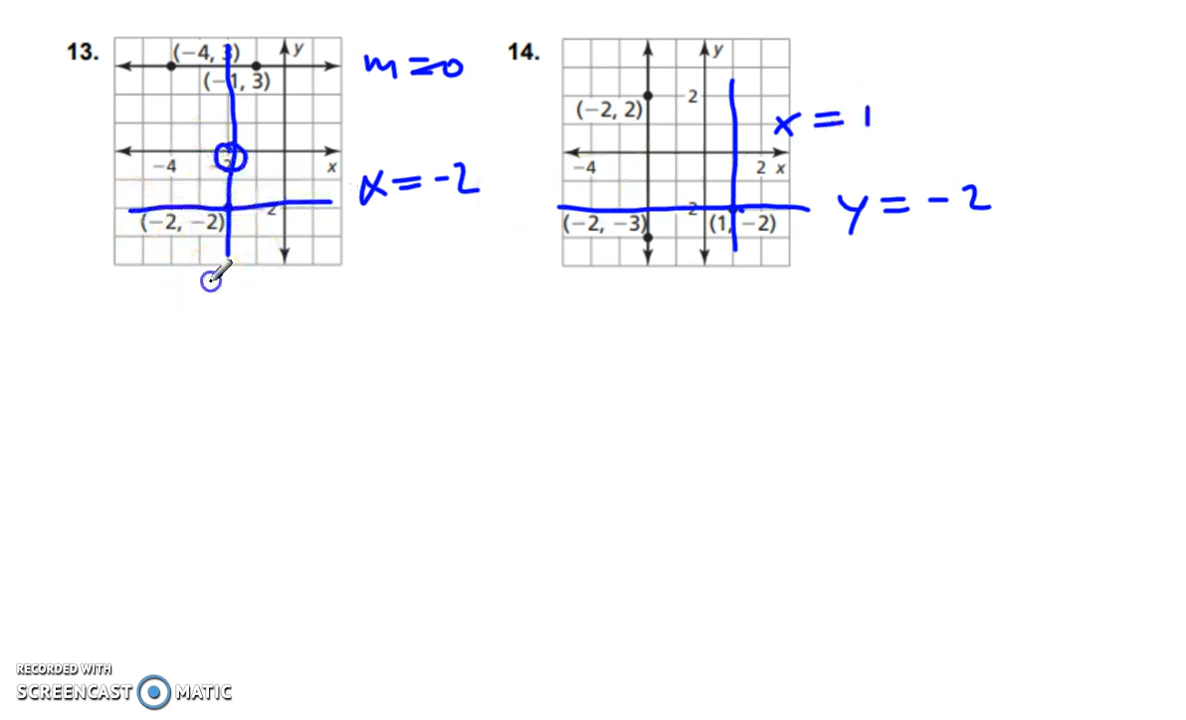 13.
(−4, 3)
y
(−1, 3)
m=0
−4
x
x = -2
2
(−2, −2)
14.
y
(−2, 2)
2
x = 1
−4
2 x
y = -2
2
(−2, −3)
(1, −2)
RECORDED WITH
SCREENCAST MATIC